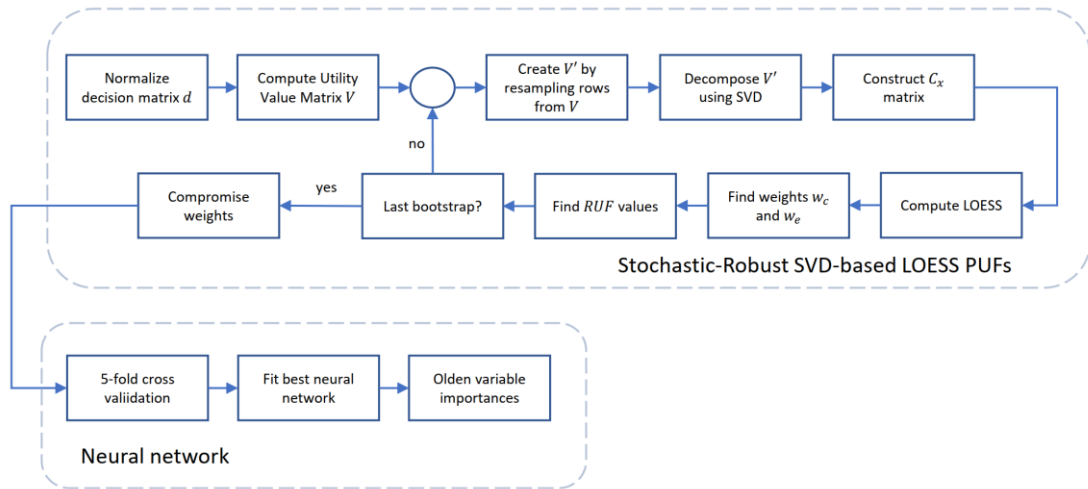 Normalize
decision matrix d
Compute Utility
Value Matrix V
Create V′ by
resampling rows
from V
Decompose V′
using SVD
Construct C_x
matrix
no
yes
Compromise
weights
Last bootstrap?
Find RUF values
Find weights w_c
and w_e
Compute LOESS
Stochastic-Robust SVD-based LOESS PUFs
5-fold cross
valiidation
Fit best neural
network
Olden variable
importances
Neural network